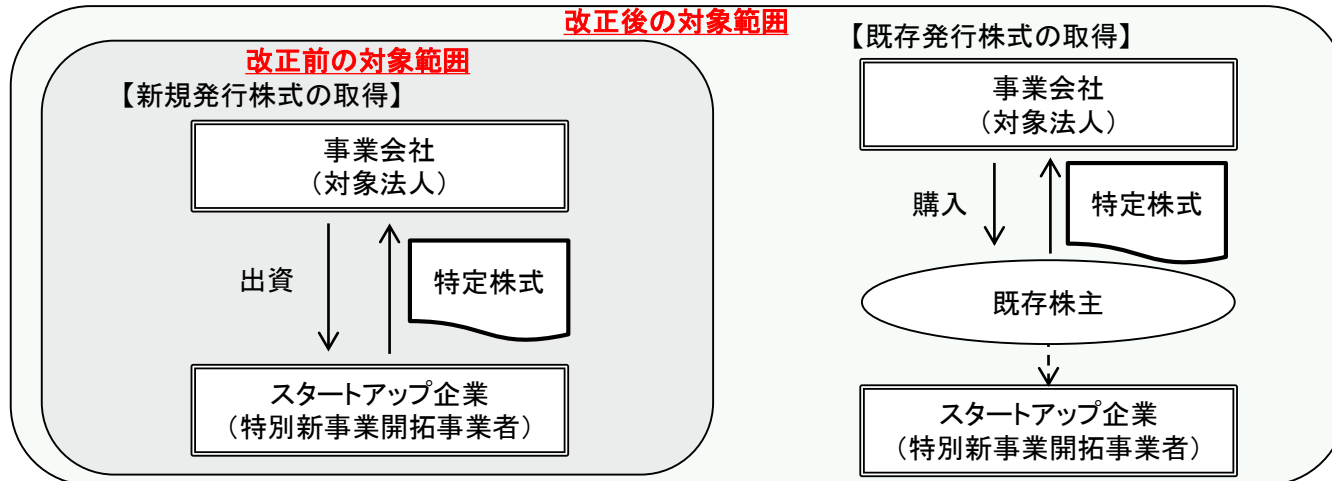 改正後の対象範囲
改正前の対象範囲
【新規発行株式の取得】
事業会社
（対象法人）
出資
特定株式
スタートアップ企業
（特別新事業開拓事業者）
【既存発行株式の取得】
事業会社
（対象法人）
購入
特定株式
既存株主
スタートアップ企業
（特別新事業開拓事業者）